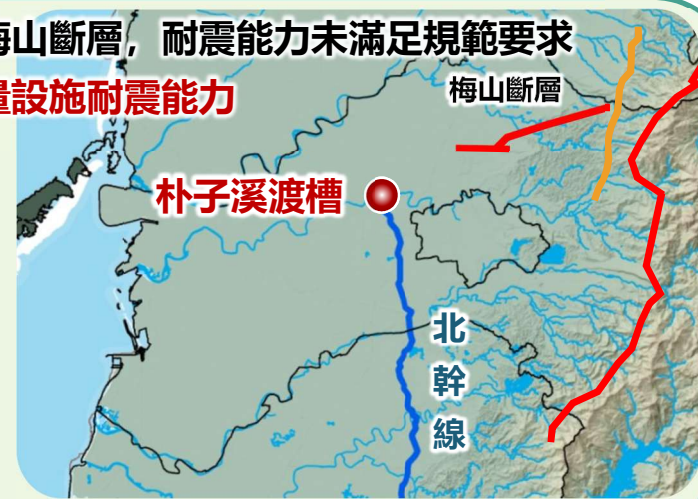 梅山斷層，耐震能力未滿足規範要求
量設施耐震能力
梅山斷層
朴子溪渡槽
北
幹
線